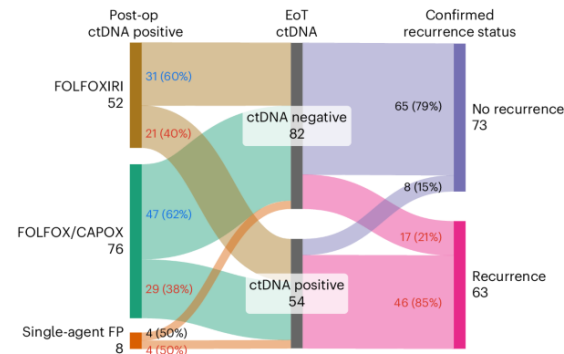 Post-op
ctDNA positive
EoT
ctDNA
Confirmed
recurrence status
FOLFOXIRI
52
31 (60%)
21 (40%)
ctDNA negative
82
65 (79%)
No recurrence
73
8 (15%)
FOLFOX/CAPOX
76
47 (62%)
29 (38%)
17 (21%)
ctDNA positive
54
46 (85%)
Recurrence
63
Single-agent FP
8
4 (50%)
4 (50%)